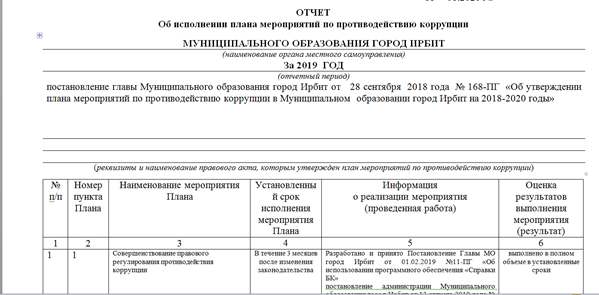 ОТЧЕТ
Об исполнении плана мероприятий по противодействию коррупции
МУНИЦИПАЛЬНОГО ОБРАЗОВАНИЯ ГОРОД ИРБИТ
(наименование органа местного самоуправления)
За 2019 ГОД
(отчетный период)
постановление главы Муниципального образования город Ирбит от 28 сентября 2018 года № 168-ПГ «Об утверждении
плана мероприятий по противодействию коррупции в Муниципальном образовании город Ирбит на 2018-2020 годы»
(реквизиты и наименование правового акта, которым утвержден план мероприятий по противодействию коррупции)
№
п/п
Номер
пункта
Плана
Наименование мероприятия
Плана
Установленны
й срок
исполнения
мероприятия
Плана
Информация
о реализации мероприятия
(проведенная работа)
Оценка
результатов
выполнения
мероприятия
(результат)
1 2 3 4 5 6
1
1
Совершенствование правового
регулирования противодействия
коррупции
В течение 3 месяцев
после изменения
законодательства
Разработано и принято Постановление Главы МО
город Ирбит от 01.02.2019 №11-ПГ «Об
использовании программного обеспечения «Справки
БК»
постановление администрации Муниципального
выполнено в полном
объеме в установленные
сроки